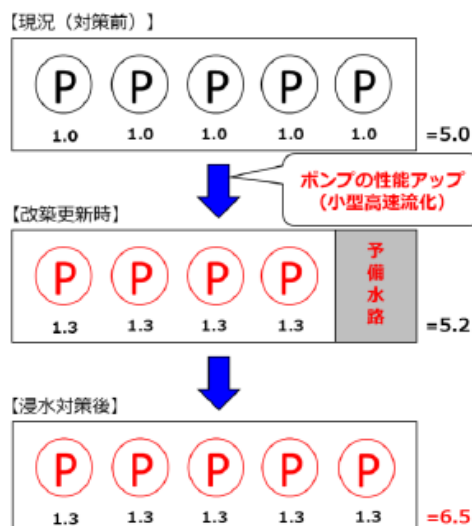 【現況（対策前）】
P P P P P
1.0 1.0 1.0 1.0 1.0 =5.0
ポンプの性能アップ
（小型高速流化）
【改築更新時】
P P P P 予備水路
1.3 1.3 1.3 1.3 =5.2
【浸水対策後】
P P P P P
1.3 1.3 1.3 1.3 1.3 =6.5